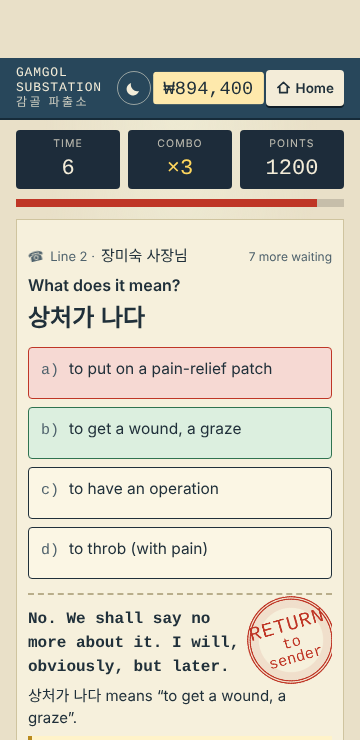 GAMGOL
SUBSTATION
감골 파출소
₩894,400
Home
TIME
6
COMBO
×3
POINTS
1200
☎ Line 2 · 장미숙 사장님
7 more waiting
What does it mean?
상처가 나다
a) to put on a pain-relief patch
b) to get a wound, a graze
c) to have an operation
d) to throb (with pain)
No. We shall say no
more about it. I will,
obviously, but later.
RETURN
to
sender
상처가 나다 means “to get a wound, a
graze”.